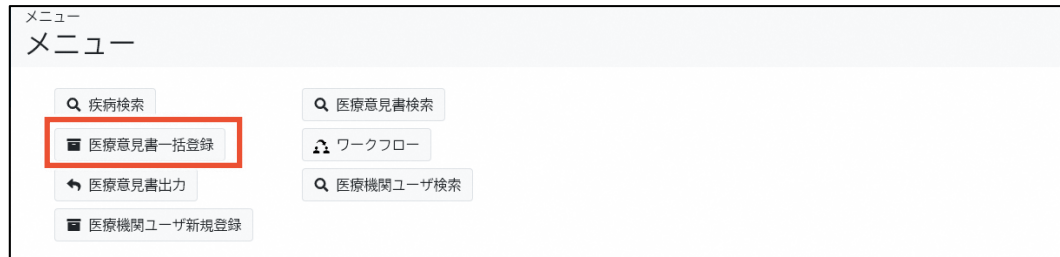 メニュー
メニュー
疾病検索
医療意見書検索
医療意見書一括登録
ワークフロー
医療意見書出力
医療機関ユーザ検索
医療機関ユーザ新規登録